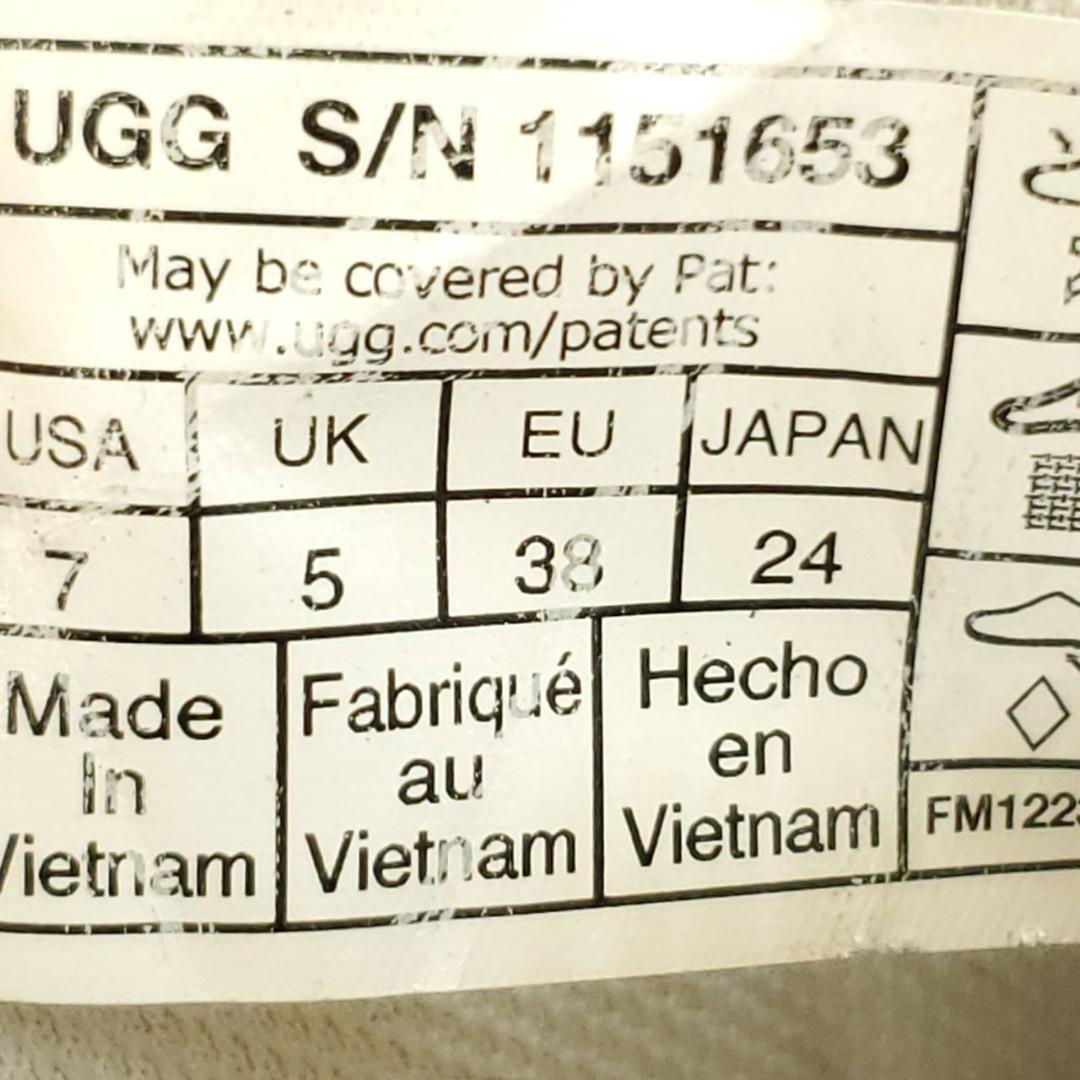 UGG S/N 1151653
May be covered by Pat:
www.ugg.com/patents
USA UK EU JAPAN
7 5 38 24
Made
In
Vietnam
Fabriqué
au
Vietnam
Hecho
en
Vietnam